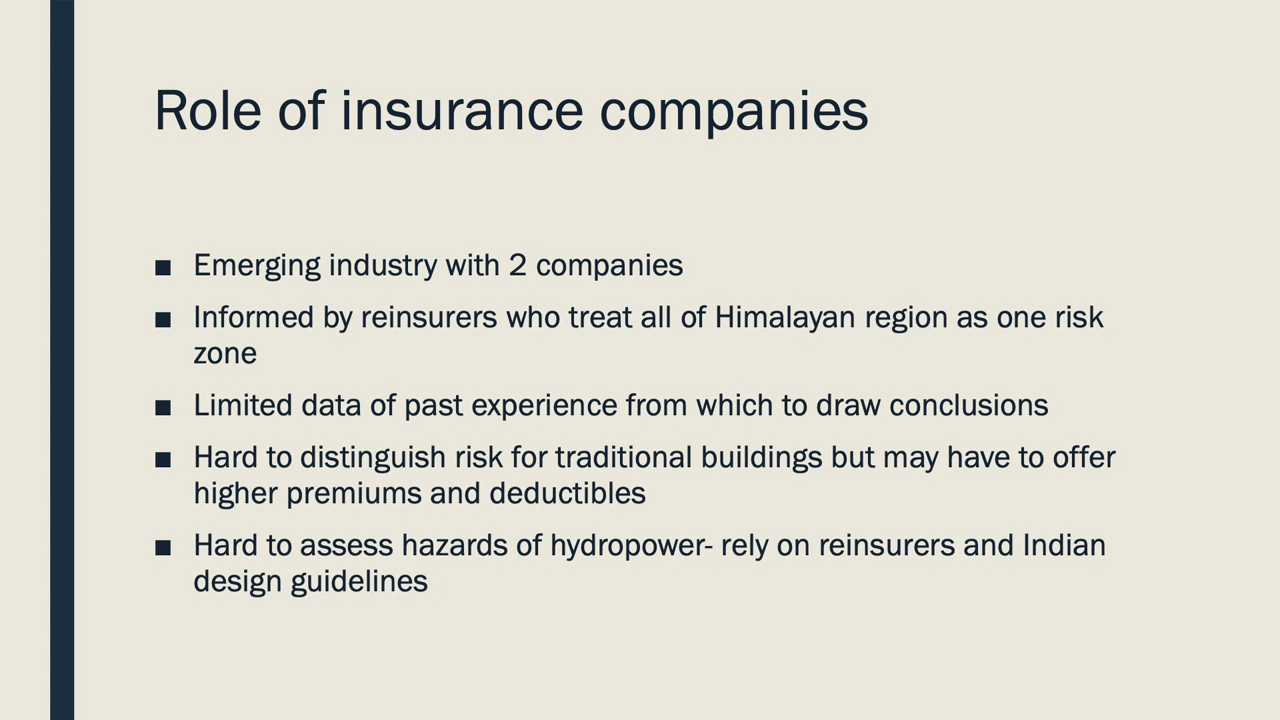 Role of insurance companies
■ Emerging industry with 2 companies
■ Informed by reinsurers who treat all of Himalayan region as one risk
zone
■ Limited data of past experience from which to draw conclusions
■ Hard to distinguish risk for traditional buildings but may have to offer
higher premiums and deductibles
■ Hard to assess hazards of hydropower- rely on reinsurers and Indian
design guidelines